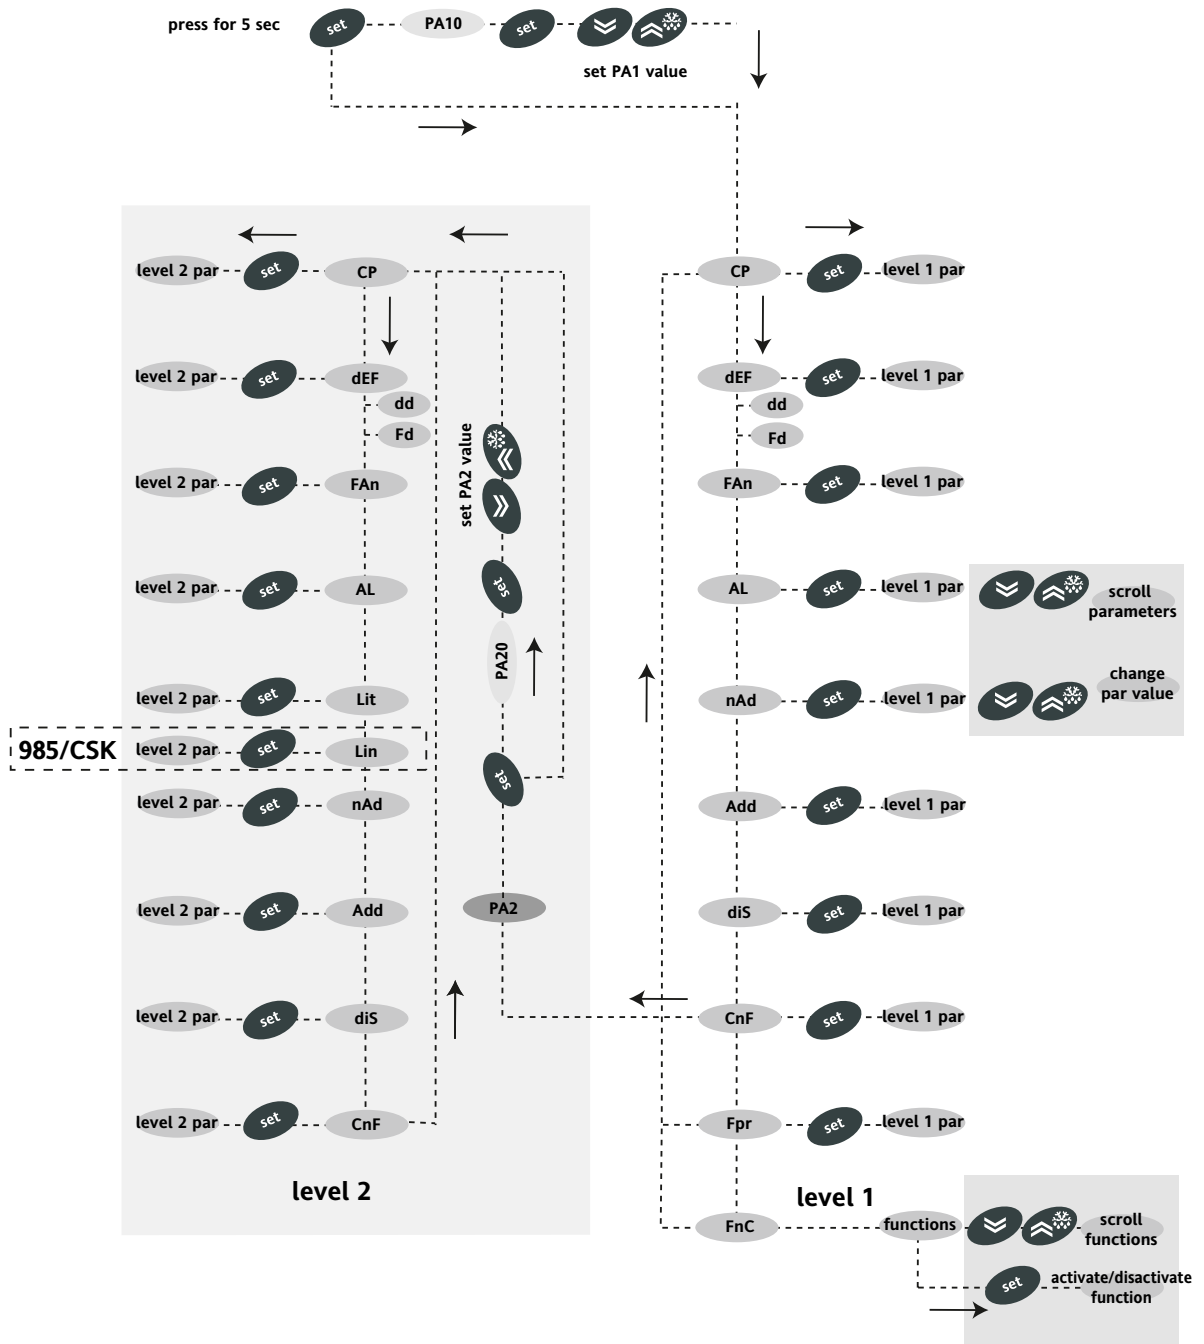 press for 5 sec
set
PA10
set
set PA1 value
level 2 par
set
CP
CP
set
level 1 par
level 2 par
set
dEF
dd
Fd
dEF
set
level 1 par
dd
Fd
level 2 par
set
FAn
set PA2 value
FAn
set
level 1 par
level 2 par
set
AL
set
AL
set
level 1 par
scroll
parameters
PA20
level 2 par
set
Lit
nAd
set
level 1 par
change
par value
985/CSK
level 2 par
set
Lin
set
level 2 par
set
nAd
Add
set
level 1 par
level 2 par
set
Add
PA2
diS
set
level 1 par
level 2 par
set
diS
CnF
set
level 1 par
level 2 par
set
CnF
Fpr
set
level 1 par
level 2
level 1
FnC
functions
scroll
functions
set
activate/disactivate
function